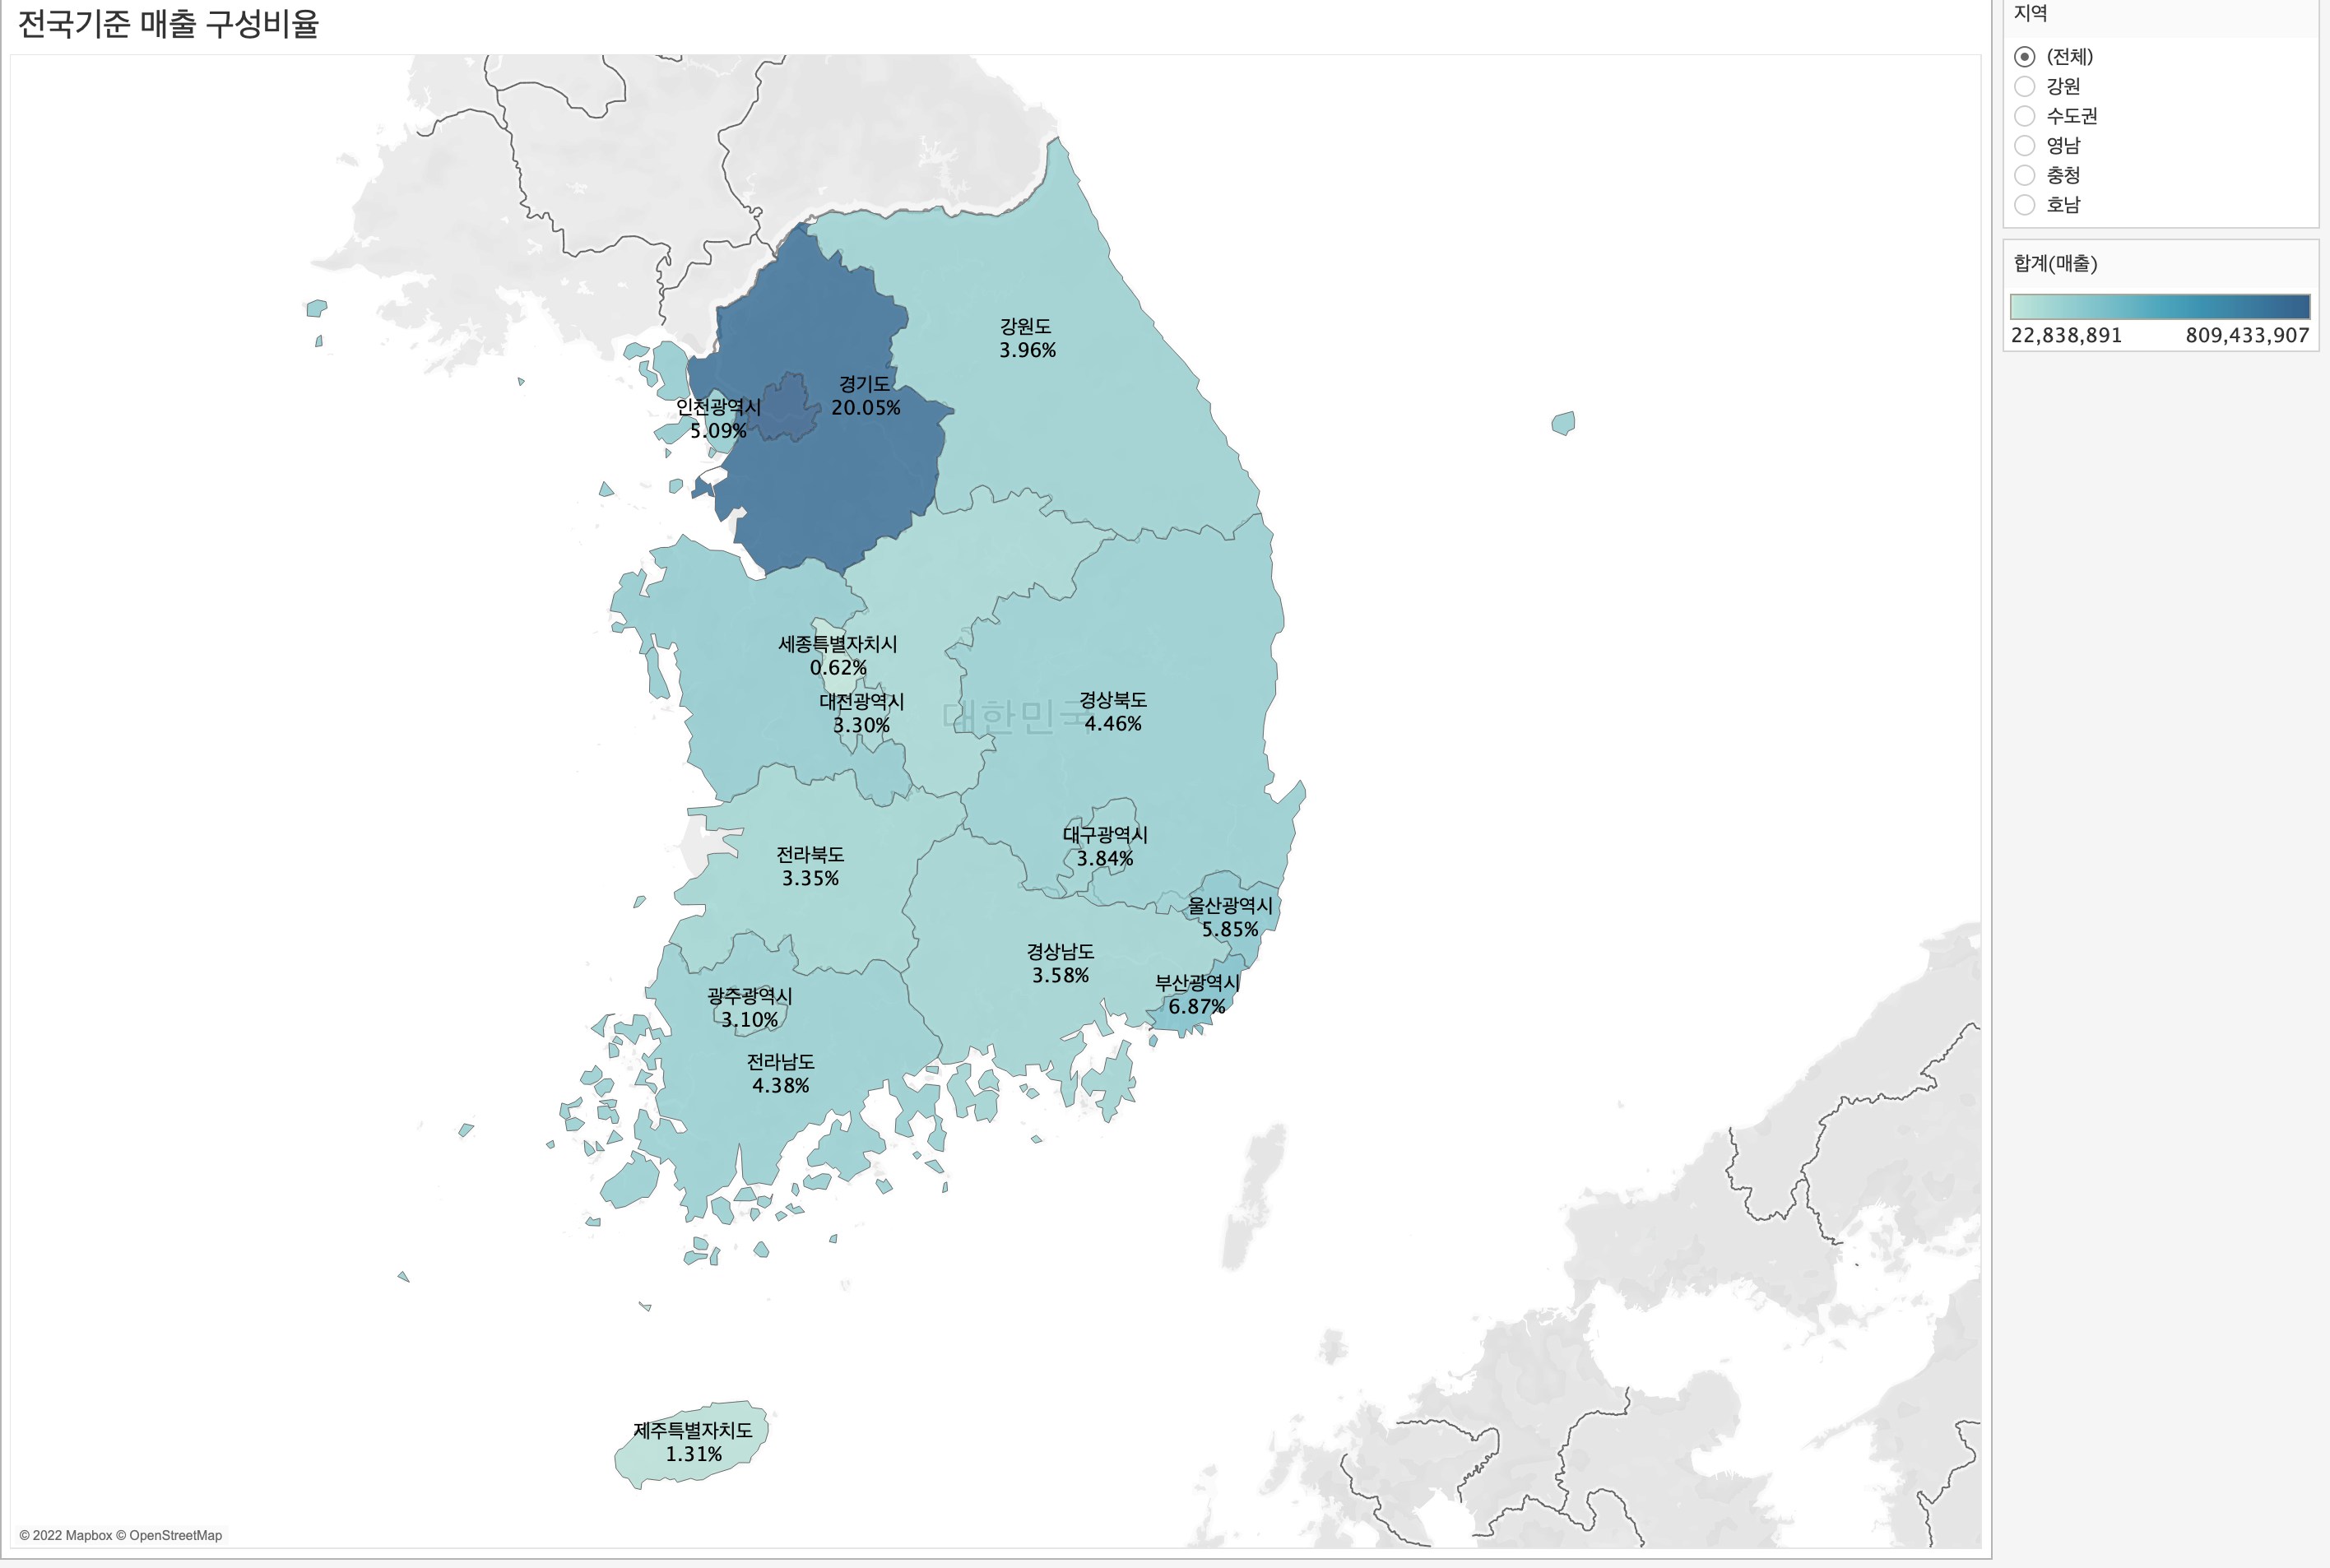 전국기준 매출 구성비율
지역
(전체)
강원
수도권
영남
충청
호남
합계(매출)
22,838,891 809,433,907
강원도
3.96%
경기도
20.05%
인천광역시
5.09%
세종특별자치시
0.62%
대전광역시
3.30%
대한민국
경상북도
4.46%
대구광역시
3.84%
전라북도
3.35%
울산광역시
5.85%
경상남도
3.58%
부산광역시
6.87%
광주광역시
3.10%
전라남도
4.38%
제주특별자치도
1.31%
© 2022 Mapbox © OpenStreetMap